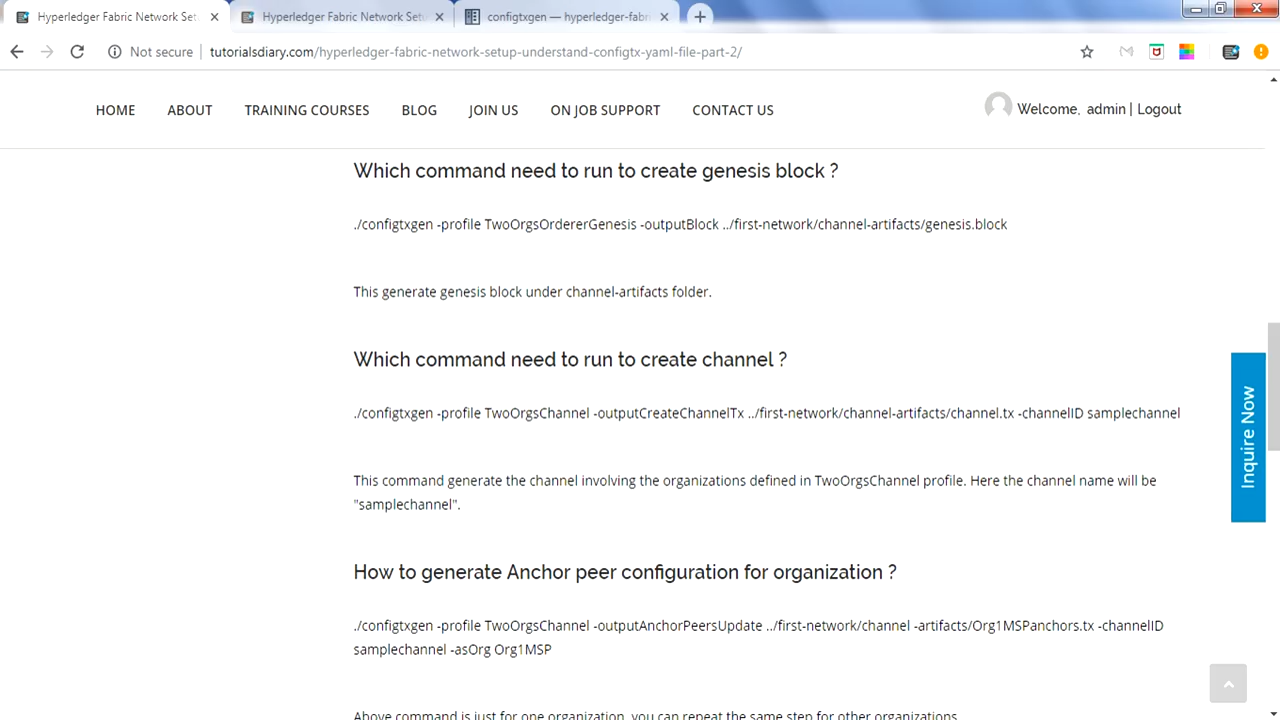 Hyperledger Fabric Network Set
Hyperledger Fabric Network Set
configtxgen — hyperledger-fabr
Not secure
tutorialsdiary.com/hyperledger-fabric-network-setup-understand-configtx-yaml-file-part-2/
HOME ABOUT TRAINING COURSES BLOG JOIN US ON JOB SUPPORT CONTACT US
Welcome, admin | Logout
Which command need to run to create genesis block ?
./configtxgen -profile TwoOrgsOrdererGenesis -outputBlock ../first-network/channel-artifacts/genesis.block
This generate genesis block under channel-artifacts folder.
Which command need to run to create channel ?
./configtxgen -profile TwoOrgsChannel -outputCreateChannelTx ../first-network/channel-artifacts/channel.tx -channelID samplechannel
This command generate the channel involving the organizations defined in TwoOrgsChannel profile. Here the channel name will be
"samplechannel".
How to generate Anchor peer configuration for organization ?
./configtxgen -profile TwoOrgsChannel -outputAnchorPeersUpdate ../first-network/channel -artifacts/Org1MSPanchors.tx -channelID
samplechannel -asOrg Org1MSP
Above command is just for one organization, you can repeat the same step for other organizations
Inquire Now